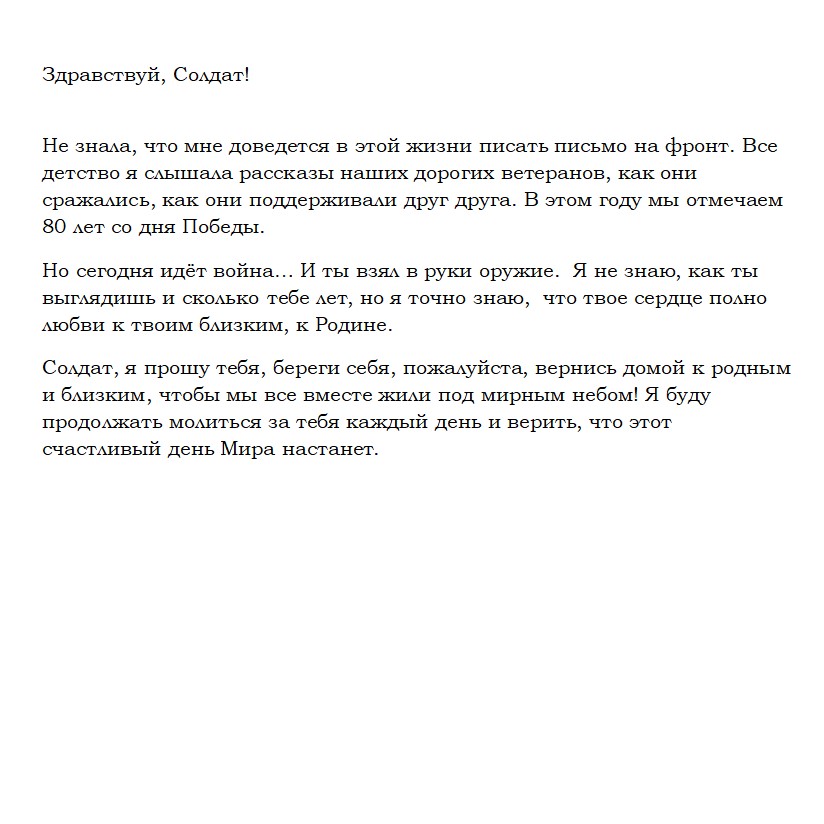 Здравствуй, Солдат!
Не знала, что мне доведется в этой жизни писать письмо на фронт. Все
детство я слышала рассказы наших дорогих ветеранов, как они
сражались, как они поддерживали друг друга. В этом году мы отмечаем
80 лет со дня Победы.
Но сегодня идёт война… И ты взял в руки оружие.  Я не знаю, как ты
выглядишь и сколько тебе лет, но я точно знаю,  что твое сердце полно
любви к твоим близким, к Родине.
Солдат, я прошу тебя, береги себя, пожалуйста, вернись домой к родным
и близким, чтобы мы все вместе жили под мирным небом! Я буду
продолжать молиться за тебя каждый день и верить, что этот
счастливый день Мира настанет.